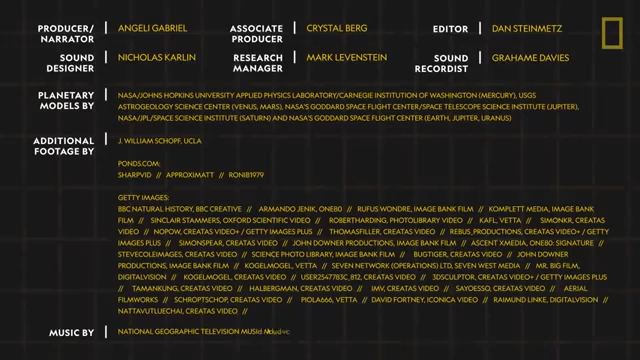 PRODUCER/ ANGELI GABRIEL ASSOCIATE CRYSTAL BERG EDITOR DAN STEINMETZ
NARRATOR PRODUCER
SOUND NICHOLAS KARLIN RESEARCH MARK LEVENSTEIN SOUND GRAHAME DAVIES
DESIGNER MANAGER RECORDIST
PLANETARY NASA/JOHNS HOPKINS UNIVERSITY APPLIED PHYSICS LABORATORY/CARNEGIE INSTITUTION OF WASHINGTON (MERCURY), USGS
MODELS BY ASTROGEOLOGY SCIENCE CENTER (VENUS, MARS), NASA'S GODDARD SPACE FLIGHT CENTER/SPACE TELESCOPE SCIENCE INSTITUTE (JUPITER),
NASA/JPL/SPACE SCIENCE INSTITUTE (SATURN) AND NASA'S GODDARD SPACE FLIGHT CENTER (EARTH, JUPITER, URANUS)
ADDITIONAL J. WILLIAM SCHOPF, UCLA
FOOTAGE BY
PONDS.COM:
SHARPVID // APPROXIMATT // RONIB1979
GETTY IMAGES:
BBC NATURAL HISTORY, BBC CREATIVE // ARMANDO JENIK, ONE80 // RUFUS WONDRE, IMAGE BANK FILM // KOMPLETT MEDIA, IMAGE BANK
FILM // SINCLAIR STAMMERS, OXFORD SCIENTIFIC VIDEO // ROBERTHARDING, PHOTOLIBRARY VIDEO // KAFL, VETTA // SIMONKR, CREATAS
VIDEO // NOPOW, CREATAS VIDEO+ / GETTY IMAGES PLUS // THOMASFILLER, CREATAS VIDEO // REBUS_PRODUCTIONS, CREATAS VIDEO+ / GETTY
IMAGES PLUS // SIMONSPEAR, CREATAS VIDEO // JOHN DOWNER PRODUCTIONS, IMAGE BANK FILM // ASCENT XMEDIA, ONE80: SIGNATURE //
STEVECOLEIMAGES, CREATAS VIDEO // SCIENCE PHOTO LIBRARY, IMAGE BANK FILM // BUGTIGER, CREATAS VIDEO // JOHN DOWNER
PRODUCTIONS, IMAGE BANK FILM // KOGELMOGEL, VETTA // SEVEN NETWORK (OPERATIONS) LTD, SEVEN WEST MEDIA // MR. BIG FILM,
DIGITALVISION // KOGELMOGEL, CREATAS VIDEO // USER2547783C_812, CREATAS VIDEO // 3DSCULPTOR, CREATAS VIDEO+ / GETTY IMAGES PLUS
// TAMANKUNG, CREATAS VIDEO // HALBERGMAN, CREATAS VIDEO // IMV, CREATAS VIDEO // SAYOESSO, CREATAS VIDEO // AERIAL
FILMWORKS // SCHROPTSCHOP, CREATAS VIDEO // PIOLA666, VETTA // DAVID FORTNEY, ICONICA VIDEO // RAIMUND LINKE, DIGITALVISION //
NATTAVUTLUECHAI, CREATAS VIDEO //
MUSIC BY NATIONAL GEOGRAPHIC TELEVISION